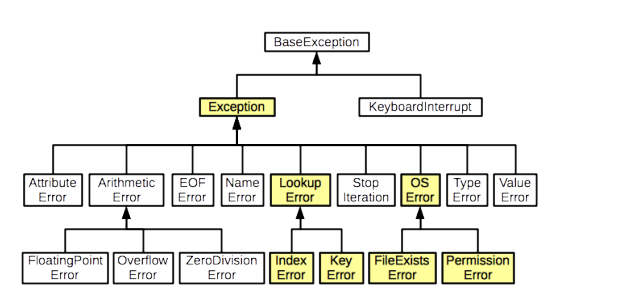 BaseException
Exception
KeyboardInterrupt
Attribute
Error
Arithmetic
Error
EOF
Error
Name
Error
Lookup
Error
Stop
Iteration
OS
Error
Type
Error
Value
Error
FloatingPoint
Error
Overflow
Error
ZeroDivision
Error
Index
Error
Key
Error
FileExists
Error
Permission
Error